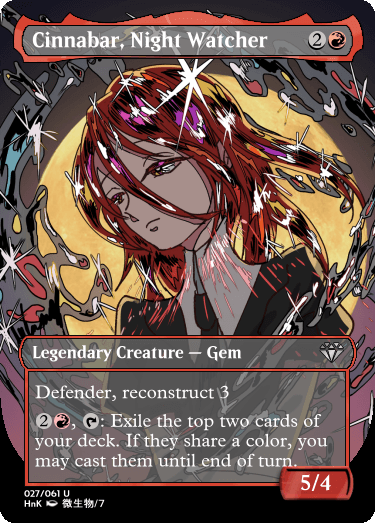 Cinnabar, Night Watcher 2
Legendary Creature — Gem
Defender, reconstruct 3
2, : Exile the top two cards of
your deck. If they share a color, you
may cast them until end of turn.
5/4
027/061 U
HnK 微生物/7